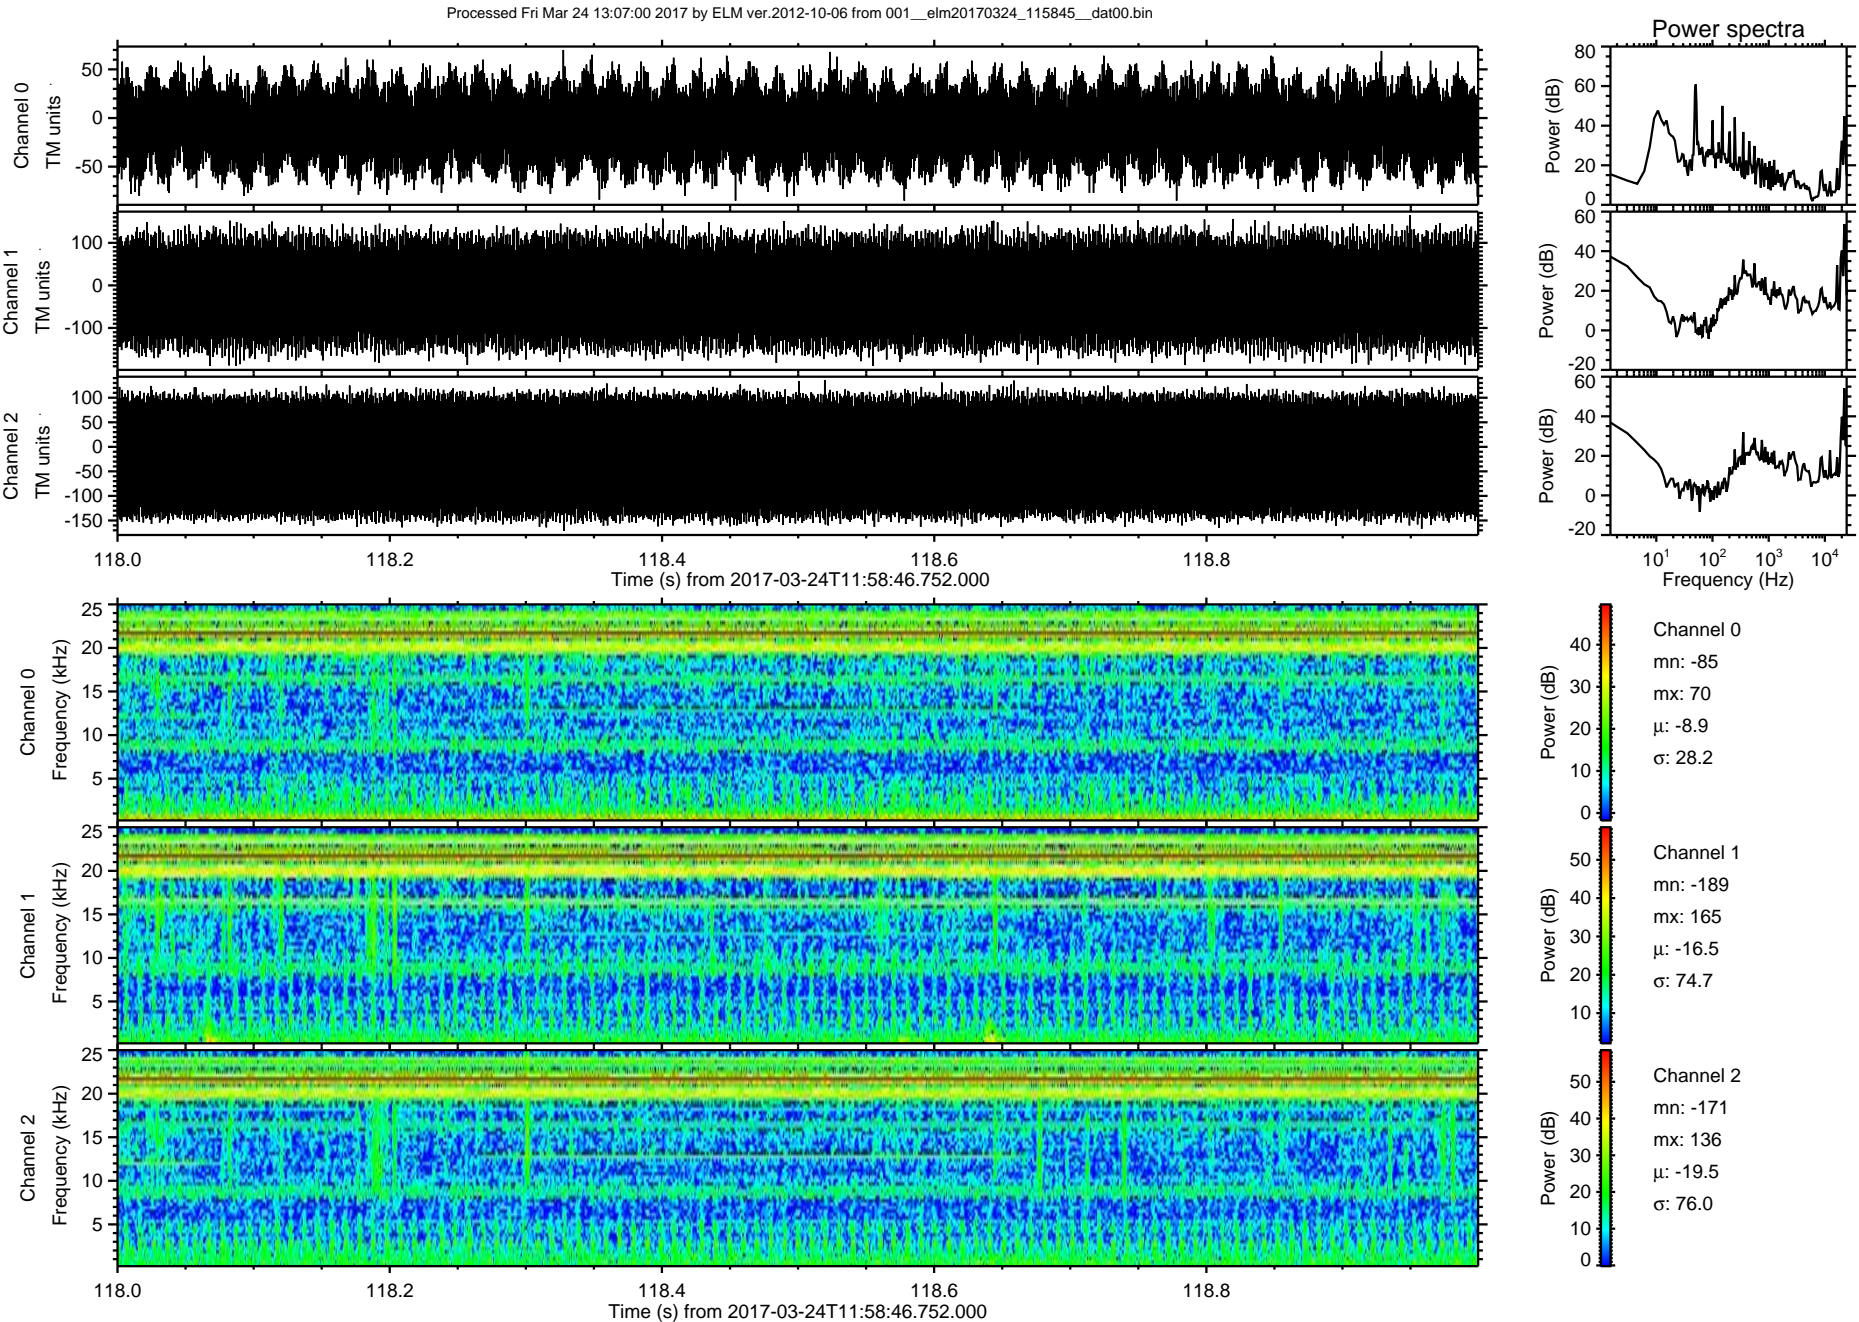 Processed Fri Mar 24 13:07:00 2017 by ELM ver.2012-10-06 from 001__elm20170324_115845__dat00.bin
Power spectra
Channel 0
TM units
50
0
-50
Power (dB)
80
60
40
20
0
Channel 1
TM units
100
0
-100
Power (dB)
60
40
20
0
-20
Channel 2
TM units
100
50
0
-50
-100
-150
Power (dB)
60
40
20
0
-20
118.0 118.2 118.4 118.6 118.8
Time (s) from 2017-03-24T11:58:46.752.000
10^1 10^2 10^3 10^4
Frequency (Hz)
Channel 0
Frequency (kHz)
25
20
15
10
5
Power (dB)
40
30
20
10
0
Channel 0
mn: -85
mx: 70
μ: -8.9
σ: 28.2
Channel 1
Frequency (kHz)
25
20
15
10
5
Power (dB)
50
40
30
20
10
Channel 1
mn: -189
mx: 165
μ: -16.5
σ: 74.7
Channel 2
Frequency (kHz)
25
20
15
10
5
Power (dB)
50
40
30
20
10
0
Channel 2
mn: -171
mx: 136
μ: -19.5
σ: 76.0
118.0 118.2 118.4 118.6 118.8
Time (s) from 2017-03-24T11:58:46.752.000